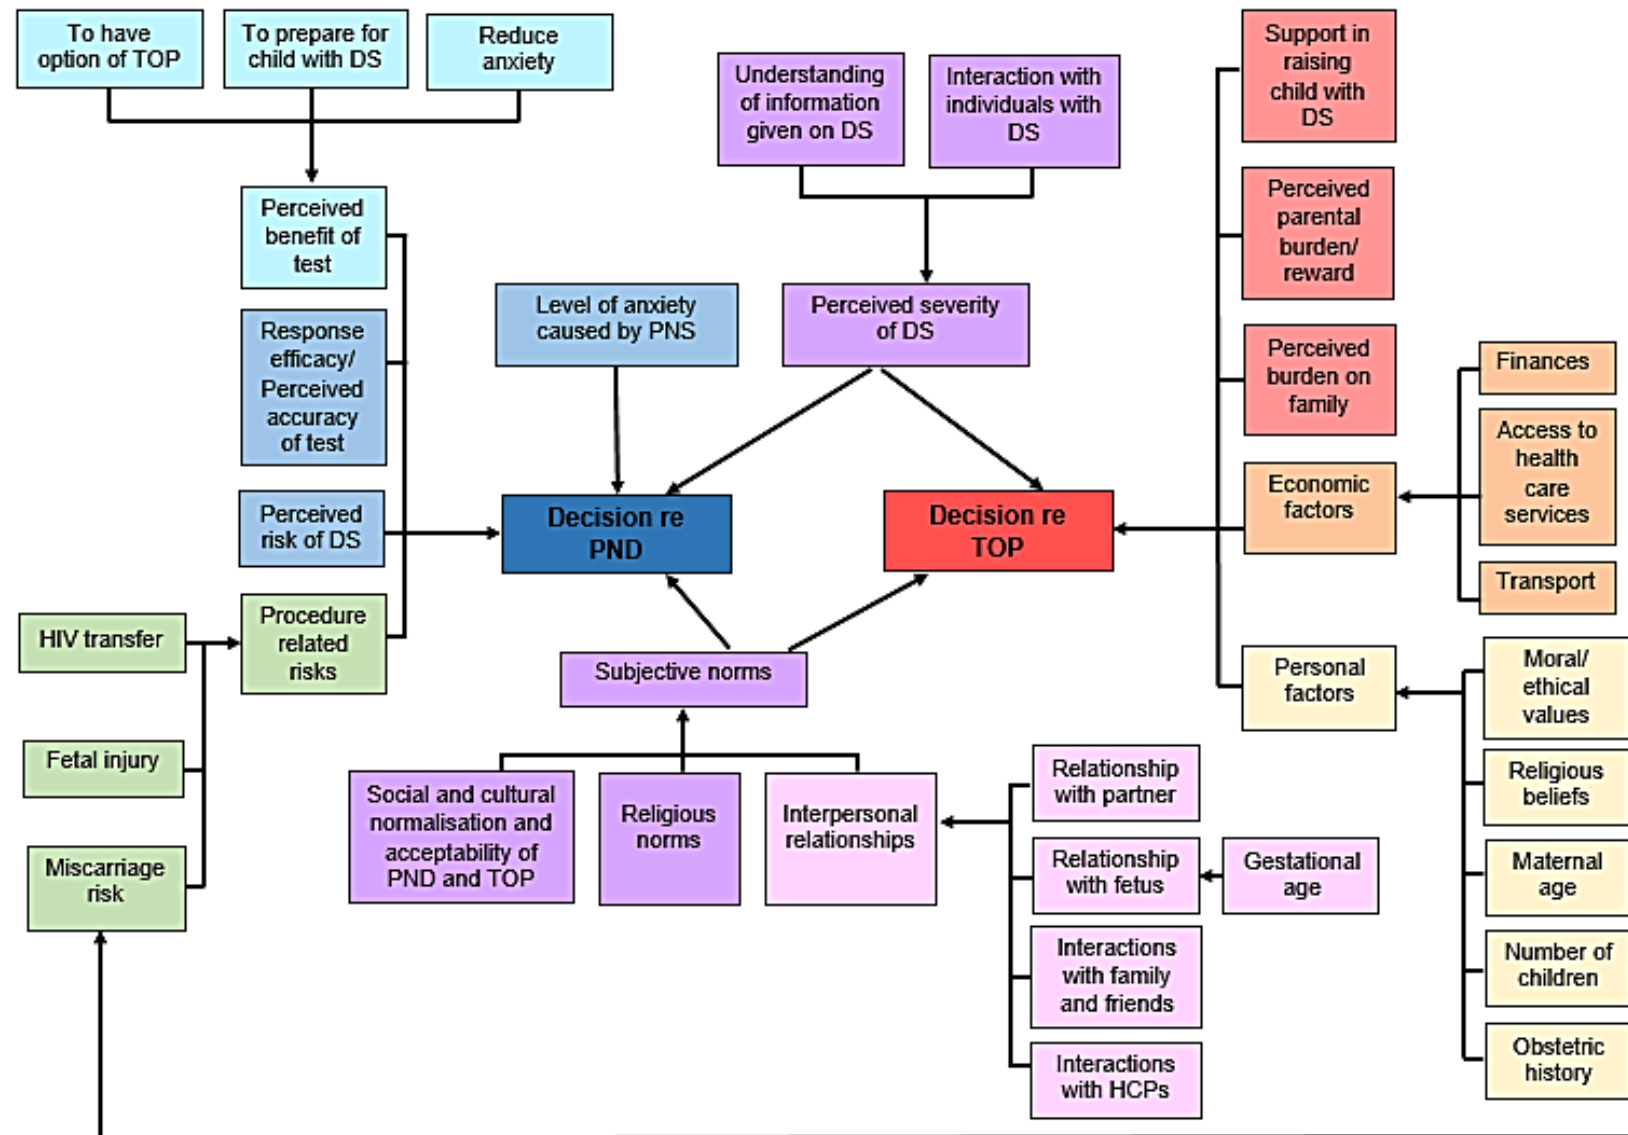 To have
option of TOP
To prepare for
child with DS
Reduce
anxiety
Understanding
of information
given on DS
Interaction with
individuals with
DS
Support in
raising
child with
DS
Perceived
benefit of
test
Perceived
parental
burden/
reward
Level of anxiety
caused by PNS
Perceived severity
of DS
Response
efficacy/
Perceived
accuracy
of test
Perceived
burden on
family
Finances
Access to
health
care
services
Economic
factors
Perceived
risk of DS
Decision re
PND
Decision re
TOP
Transport
HIV transfer
Procedure
related
risks
Subjective norms
Personal
factors
Moral/
ethical
values
Fetal injury
Social and cultural
normalisation and
acceptability of
PND and TOP
Religious
norms
Interpersonal
relationships
Relationship
with partner
Religious
beliefs
Miscarriage
risk
Relationship
with fetus
Gestational
age
Maternal
age
Interactions
with family
and friends
Number of
children
Interactions
with HCPs
Obstetric
history